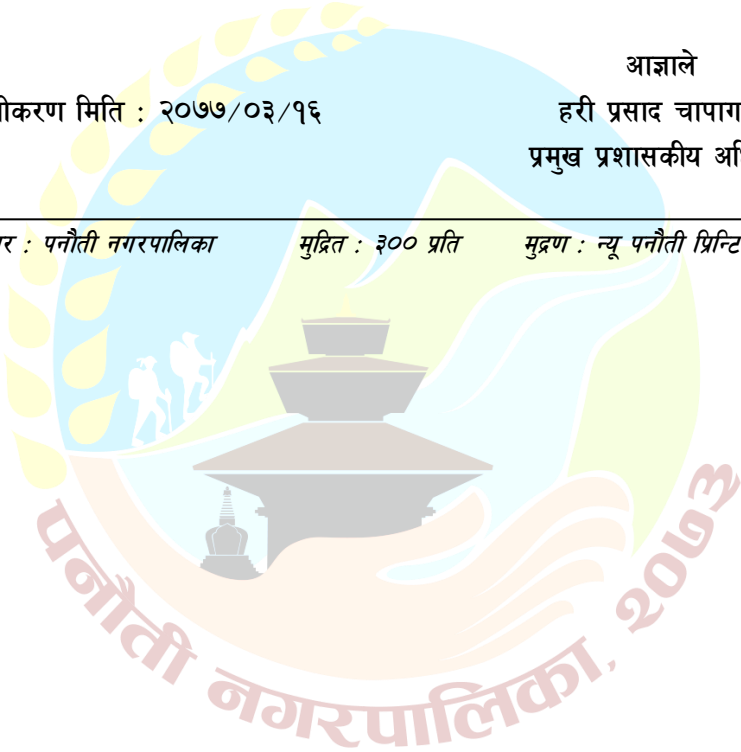 आज्ञाले
मिति : २०७७/०३/१६ हरी प्रसाद
प्रमुख प्रशासकीय
: पनौती नगरपालिका मुद्रित : ३०० प्रति मुद्रण : न्यू पनौती
पनौती नगरपालिका, २०७३